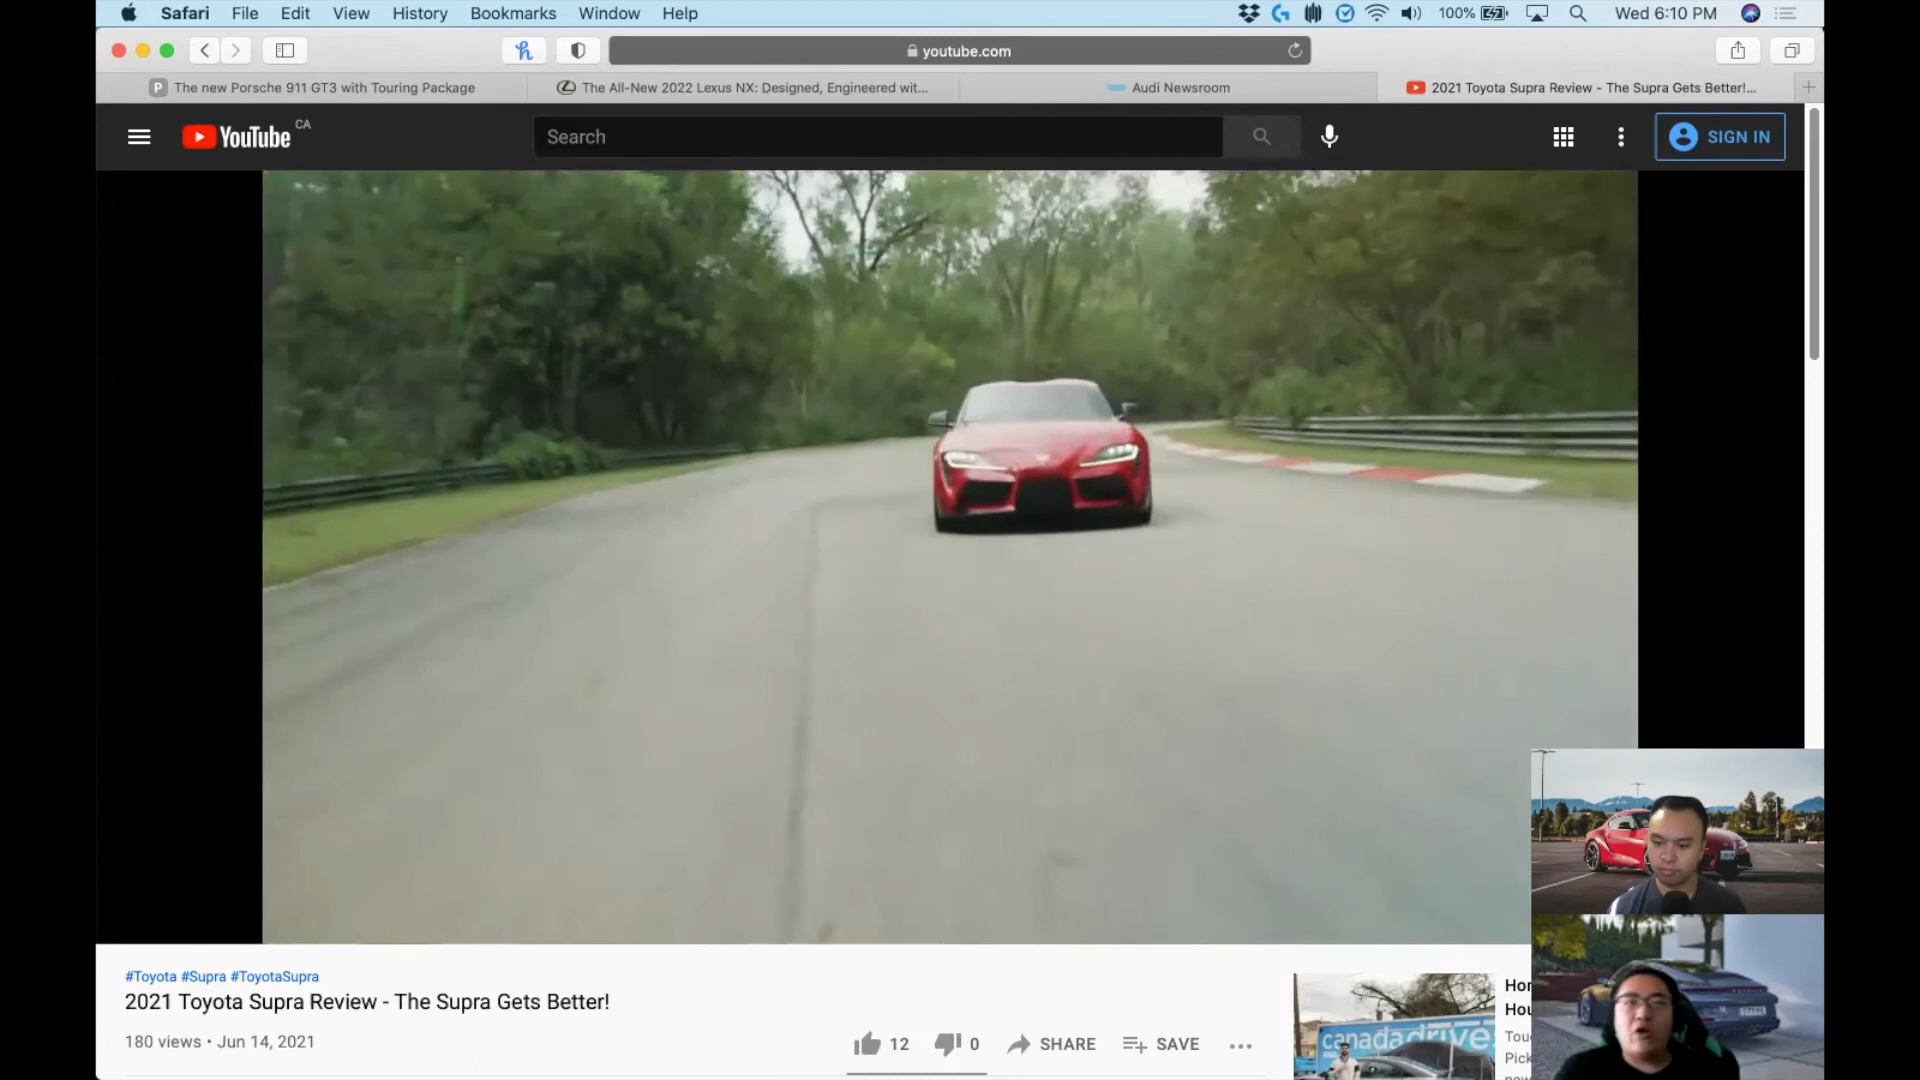 Safari File Edit View History Bookmarks Window Help 100% Wed 6:10 PM
youtube.com
The new Porsche 911 GT3 with Touring Package The All-New 2022 Lexus NX: Designed, Engineered wit... Audi Newsroom 2021 Toyota Supra Review - The Supra Gets Better!...
YouTube CA Search SIGN IN
#Toyota #Supra #ToyotaSupra
2021 Toyota Supra Review - The Supra Gets Better!
180 views • Jun 14, 2021
12 0 SHARE SAVE
canadadrive